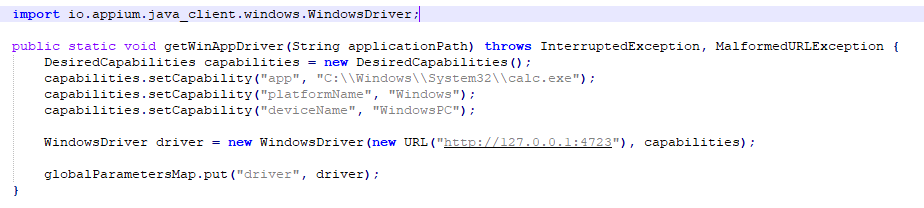 import io.appium.java_client.windows.WindowsDriver;
public static void getWinAppDriver(String applicationPath) throws InterruptedException, MalformedURLException {
DesiredCapabilities capabilities = new DesiredCapabilities();
capabilities.setCapability("app", "C:\\Windows\\System32\\calc.exe");
capabilities.setCapability("platformName", "Windows");
capabilities.setCapability("deviceName", "WindowsPC");
WindowsDriver driver = new WindowsDriver(new URL("http://127.0.0.1:4723"), capabilities);
globalParametersMap.put("driver", driver);
}